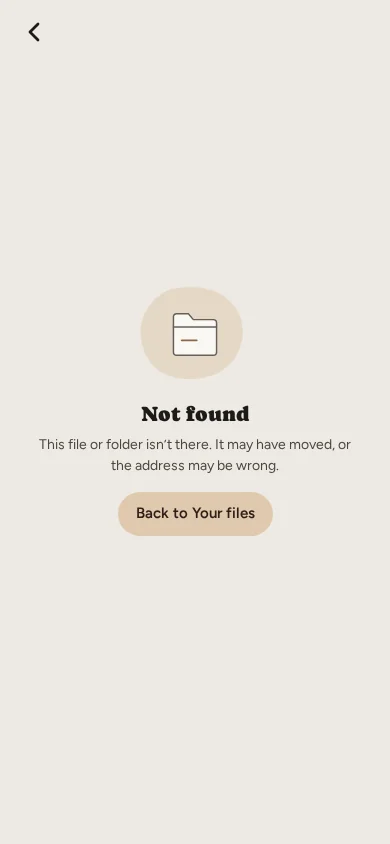 Not found
This file or folder isn’t there. It may have moved, or
the address may be wrong.
Back to Your files